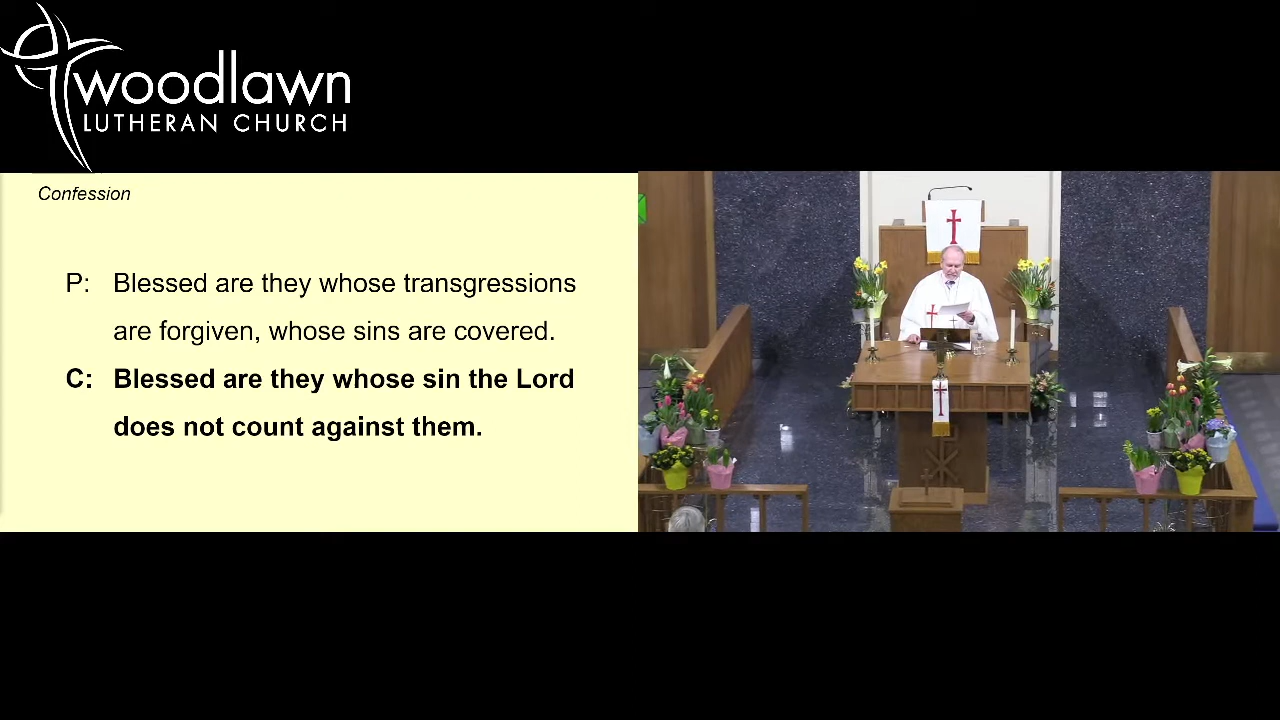 woodlawn
LUTHERAN CHURCH
Confession
P: Blessed are they whose transgressions
are forgiven, whose sins are covered.
C: Blessed are they whose sin the Lord
does not count against them.